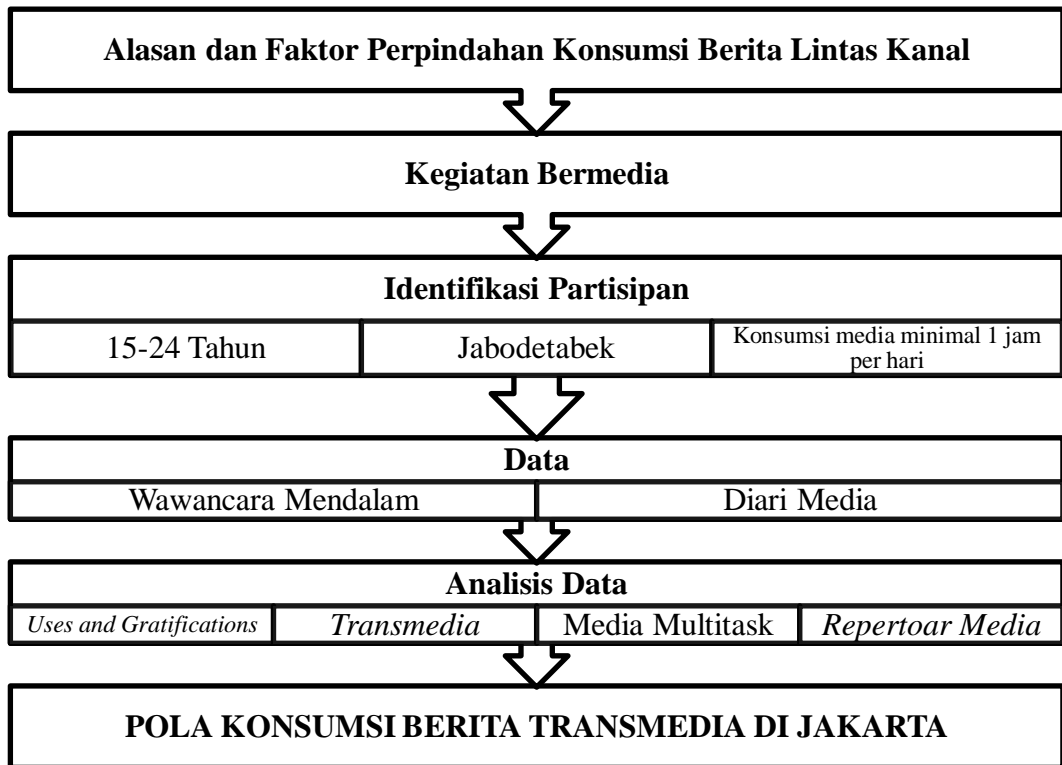 Alasan dan Faktor Perpindahan Konsumsi Berita Lintas Kanal
Kegiatan Bermedia
Identifikasi Partisipan
15-24 Tahun
Jabodetabek
Konsumsi media minimal 1 jam
per hari
Data
Wawancara Mendalam
Diari Media
Analisis Data
Uses and Gratifications
Transmedia
Media Multitask
Repertoar Media
POLA KONSUMSI BERITA TRANSMEDIA DI JAKARTA